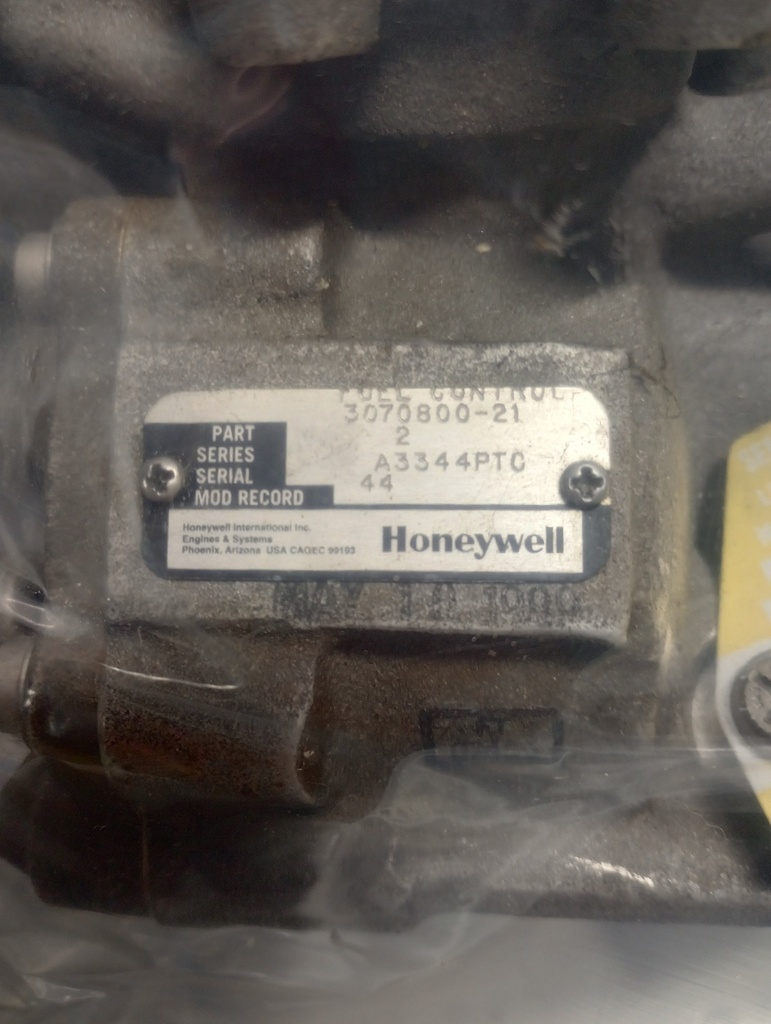 FUEL CONTROL
3070800-21
PART
2
SERIES
A3344PTC
SERIAL
44
MOD RECORD
Honeywell International Inc.
Engines & Systems
Phoenix, Arizona USA CAGEC 99193
Honeywell
MAY